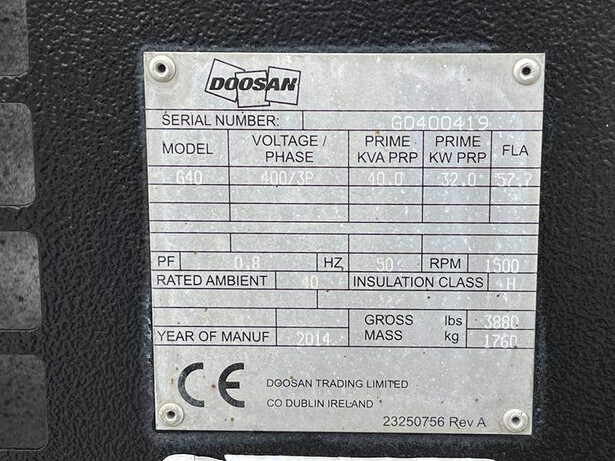 DOOSAN
SERIAL NUMBER: G0400419
MODEL VOLTAGE / PHASE PRIME KVA PRP PRIME KW PRP FLA
G40 400/3P 40.0 32.0 57.7
PF 0.8 HZ 50 RPM 1500
RATED AMBIENT 40 INSULATION CLASS H
GROSS lbs 3880
YEAR OF MANUF 2014 MASS kg 1760
CE DOOSAN TRADING LIMITED
CO DUBLIN IRELAND
23250756 Rev A